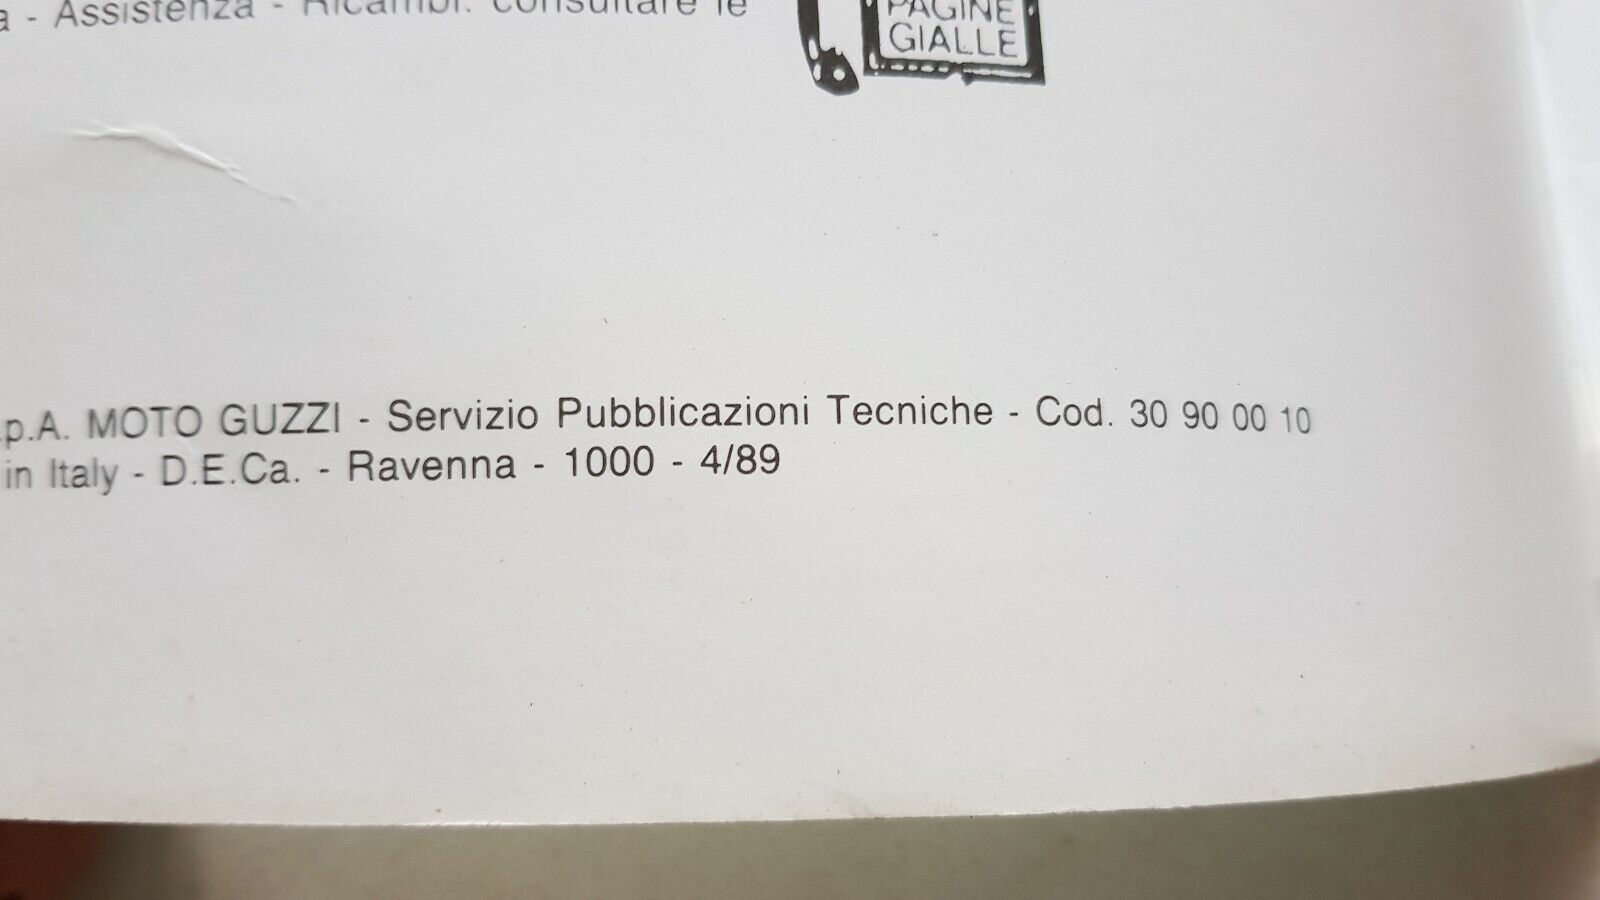 a - Assistenza - Ricambi: consultare le
PAGINE
GIALLE
.p.A. MOTO GUZZI - Servizio Pubblicazioni Tecniche - Cod. 30 90 00 10
in Italy - D.E.Ca. - Ravenna - 1000 - 4/89